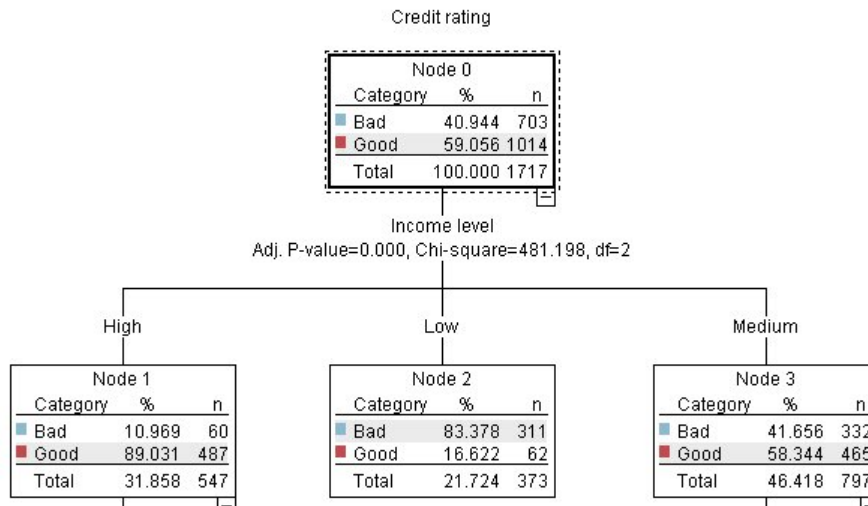 Credit rating
Node 0
Category % n
Bad 40.944 703
Good 59.056 1014
Total 100.000 1717
Income level
Adj. P-value=0.000, Chi-square=481.198, df=2
High
Low
Medium
Node 1
Category % n
Bad 10.969 60
Good 89.031 487
Total 31.858 547
Node 2
Category % n
Bad 83.378 311
Good 16.622 62
Total 21.724 373
Node 3
Category % n
Bad 41.656 332
Good 58.344 465
Total 46.418 797